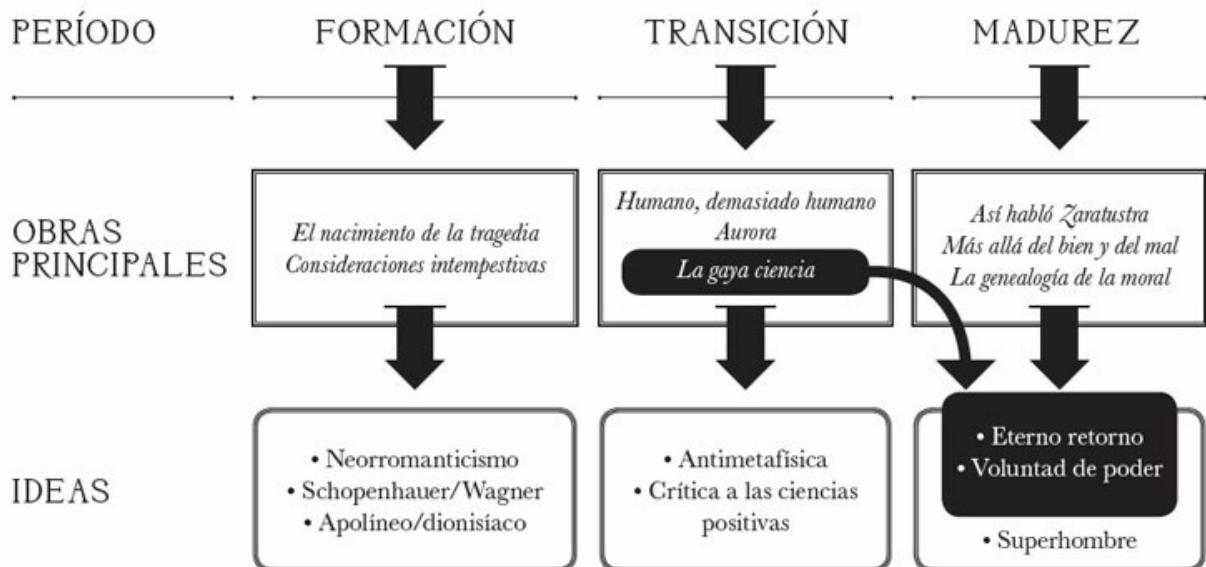 PERÍODO
FORMACIÓN
TRANSICIÓN
MADUREZ
OBRAS
PRINCIPALES
El nacimiento de la tragedia
Consideraciones intempestivas
Humano, demasiado humano
Aurora
La gaya ciencia
Así habló Zaratustra
Más allá del bien y del mal
La genealogía de la moral
IDEAS
• Neorromanticismo
• Schopenhauer/Wagner
• Apolíneo/dionisíaco
• Antimetafísica
• Crítica a las ciencias
positivas
• Eterno retorno
• Voluntad de poder
• Superhombre